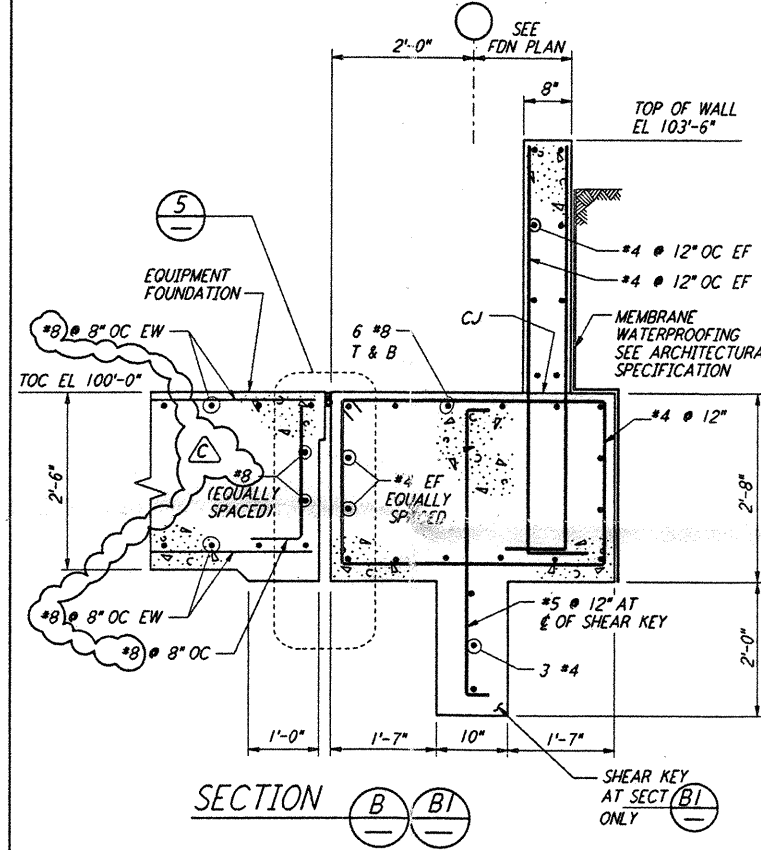 SEE
FDN PLAN
2'-0"
8"
TOP OF WALL
EL 103'-6"
5
#4 @ 12" OC EF
#4 @ 12" OC EF
EQUIPMENT
FOUNDATION
#8 @ 8" OC EW
6 #8
T & B
CJ
MEMBRANE
WATERPROOFING
SEE ARCHITECTURA
SPECIFICATION
TOC EL 100'-0"
#4 @ 12"
C
2'-6"
#8
(EQUALLY
SPACED)
#4 EF
EQUALLY
2'-8"
#8 @ 8" OC EW
#5 @ 12" AT
℄ OF SHEAR KEY
#8 @ 8" OC
3 #4
2'-0"
1'-0"
1'-7"
10"
1'-7"
SECTION B B1
SHEAR KEY
AT SECT B1
ONLY